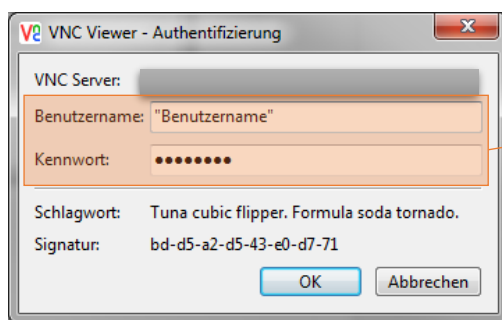 VNC Viewer - Authentifizierung
VNC Server:
Benutzername: "Benutzername"
Kennwort: ●●●●●●●●
Schlagwort: Tuna cubic flipper. Formula soda tornado.
Signatur: bd-d5-a2-d5-43-e0-d7-71
OK Abbrechen